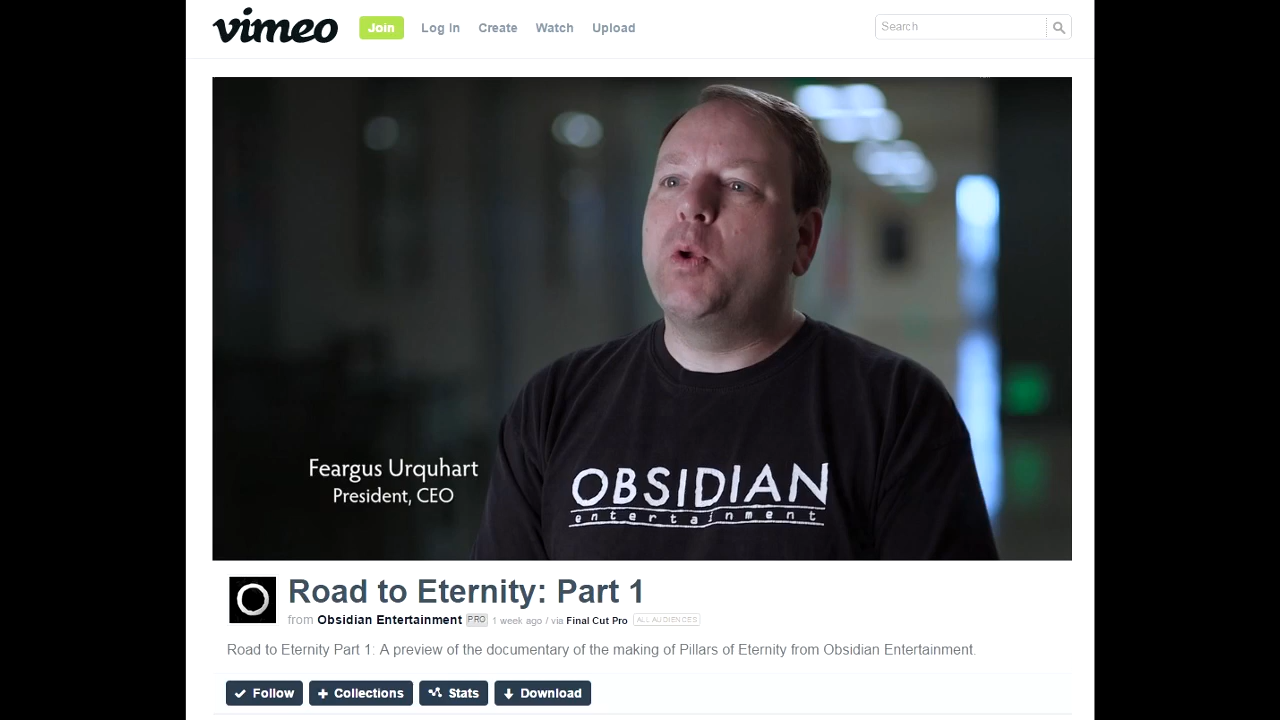 vimeo Join Log in Create Watch Upload Search
Feargus Urquhart
President, CEO
OBSIDIAN
entertainment
Road to Eternity: Part 1
from Obsidian Entertainment PRO 1 week ago / via Final Cut Pro ALL AUDIENCES
Road to Eternity Part 1: A preview of the documentary of the making of Pillars of Eternity from Obsidian Entertainment.
Follow Collections Stats Download